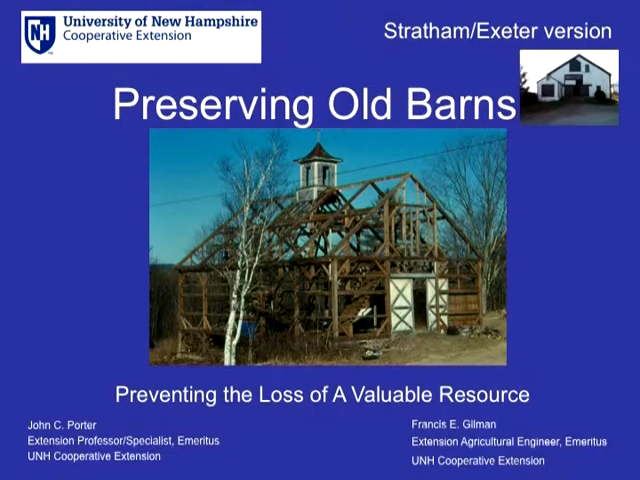 University of New Hampshire
Cooperative Extension
Stratham/Exeter version
Preserving Old Barns
Preventing the Loss of A Valuable Resource
John C. Porter
Extension Professor/Specialist, Emeritus
UNH Cooperative Extension
Francis E. Gilman
Extension Agricultural Engineer, Emeritus
UNH Cooperative Extension